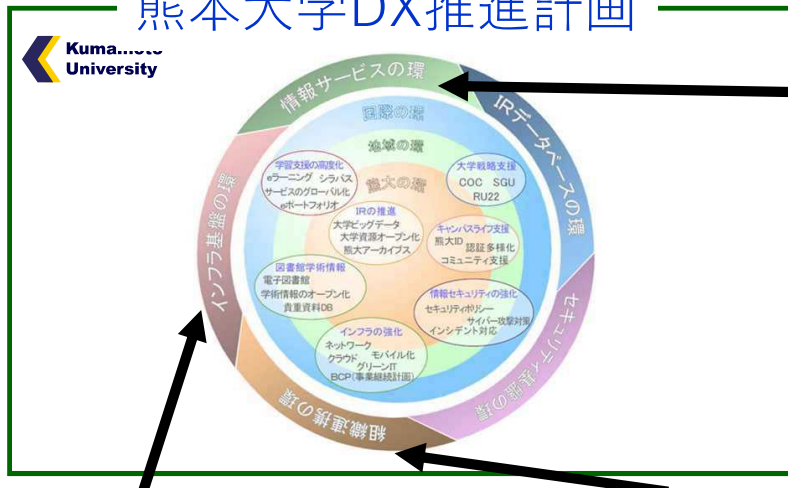 熊本大学DX推進計画
Kumamoto
University
情報サービスの環
IRデータベースの環
国際の環
地域の環
熊大の環
学習支援の高度化
eラーニング シラバス
サービスのグローバル化
eポートフォリオ
大学戦略支援
COC SGU
RU22
IRの推進
大学ビッグデータ
大学資源オープン化
熊大アーカイブス
キャンパスライフ支援
熊大ID 認証多様化
コミュニティ支援
図書館学術情報
電子図書館
学術情報のオープン化
貴重資料DB
情報セキュリティの強化
セキュリティポリシー
サイバー攻撃対策
インシデント対応
インフラの強化
ネットワーク
クラウド モバイル化
グリーンIT
BCP(事業継続計画)
インフラ基盤の環
セキュリティ基盤の環
組織連携の環